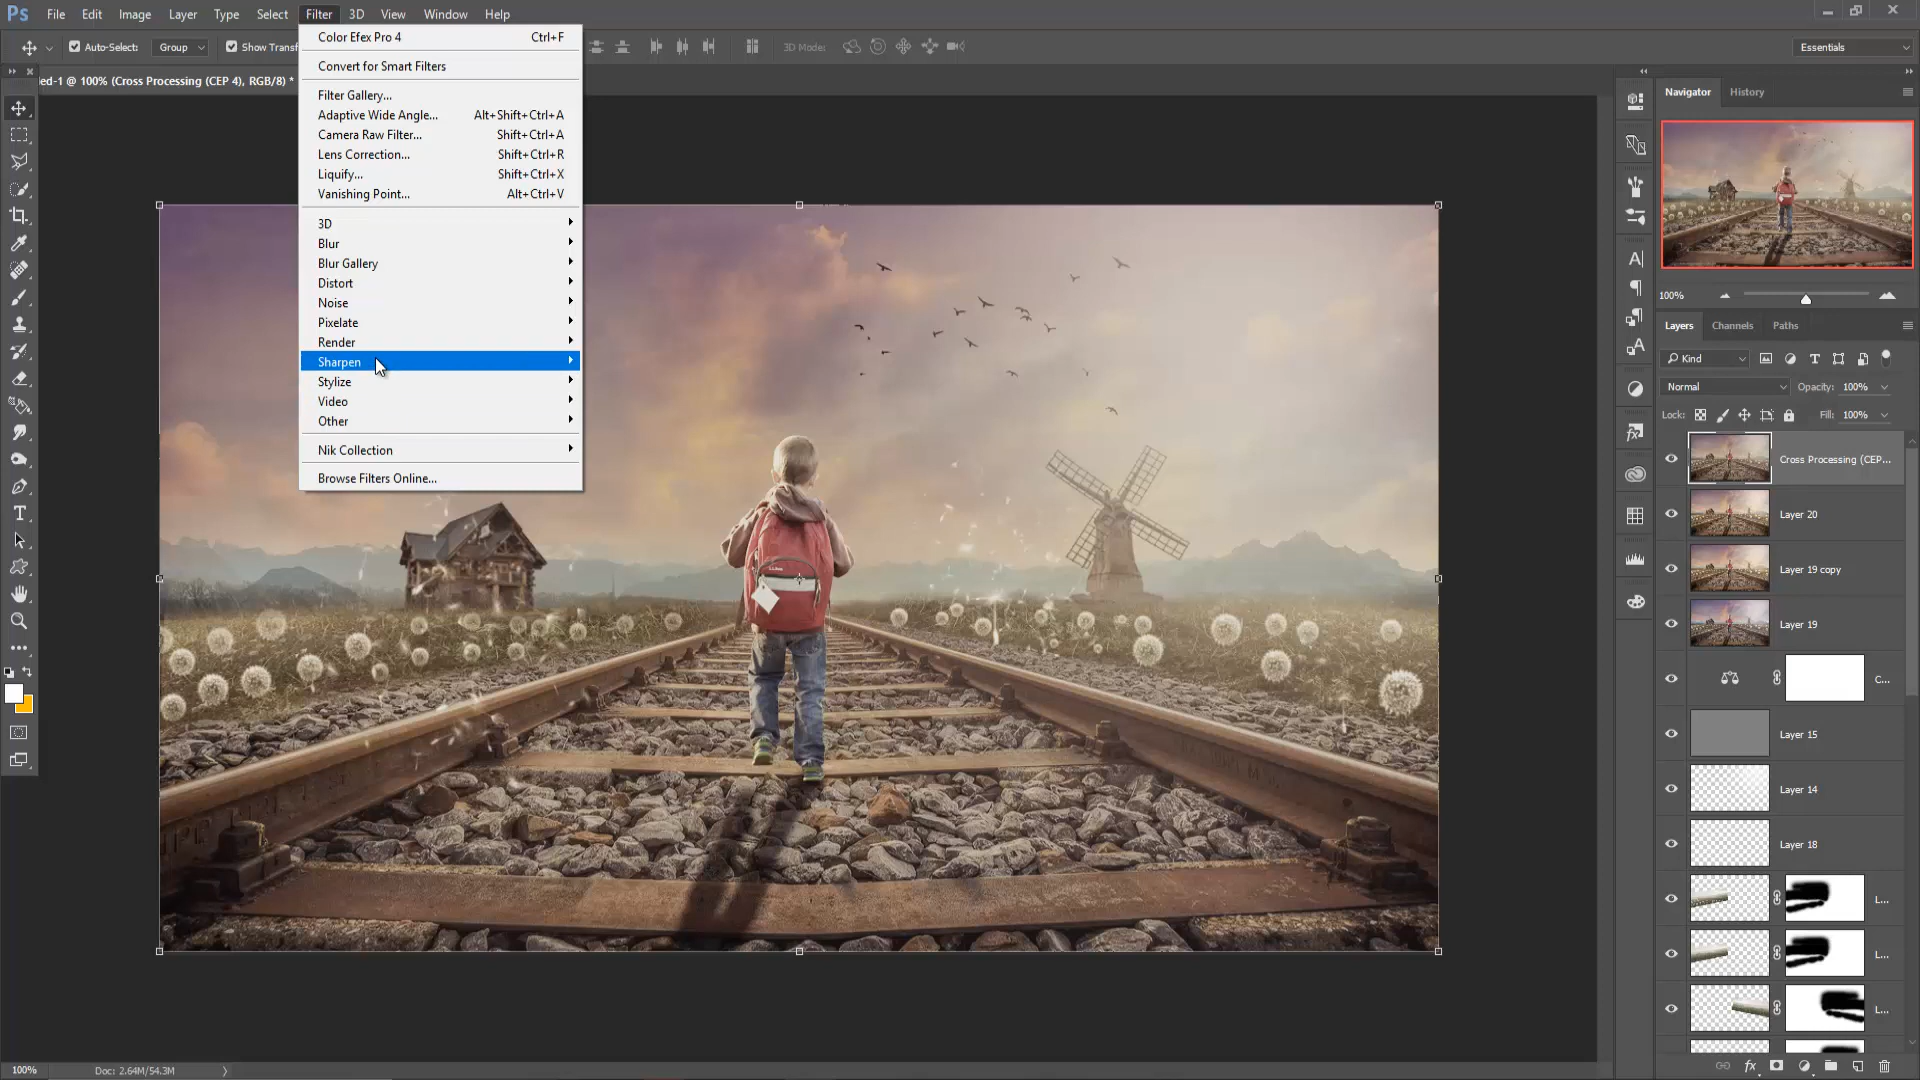 Ps File Edit Image Layer Type Select Filter 3D View Window Help
Auto-Select: Group Show Transf 3D Mode: Essentials
ed-1 @ 100% (Cross Processing (CEP 4), RGB/8) *
Color Efex Pro 4 Ctrl+F
Convert for Smart Filters
Filter Gallery...
Adaptive Wide Angle... Alt+Shift+Ctrl+A
Camera Raw Filter... Shift+Ctrl+A
Lens Correction... Shift+Ctrl+R
Liquify... Shift+Ctrl+X
Vanishing Point... Alt+Ctrl+V
3D
Blur
Blur Gallery
Distort
Noise
Pixelate
Render
Sharpen
Stylize
Video
Other
Nik Collection
Browse Filters Online...
Navigator History
100%
Layers Channels Paths
Kind
Normal Opacity: 100%
Lock: Fill: 100%
Cross Processing (CEP...
Layer 20
Layer 19 copy
Layer 19
C...
Layer 15
Layer 14
Layer 18
L...
L...
L...
100% Doc: 2.64M/54.3M